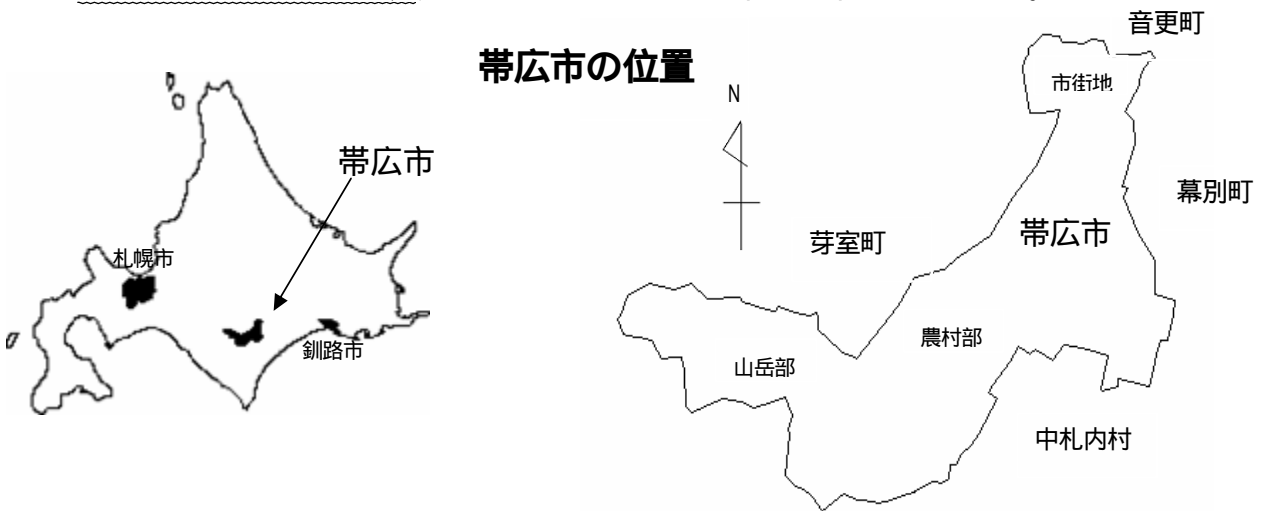 帯広市の位置
帯広市
札幌市
釧路市
N
音更町
市街地
幕別町
帯広市
芽室町
農村部
山岳部
中札内村